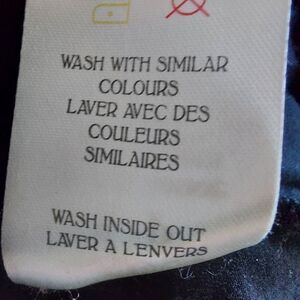 WASH WITH SIMILAR
COLOURS
LAVER AVEC DES
COULEURS
SIMILAIRES
WASH INSIDE OUT
LAVER A LENVERS